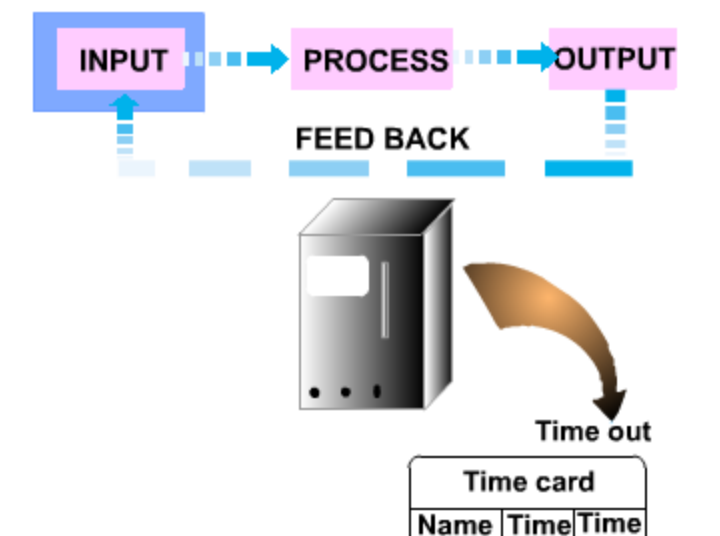 INPUT PROCESS OUTPUT
FEED BACK
Time out
Time card
Name Time Time